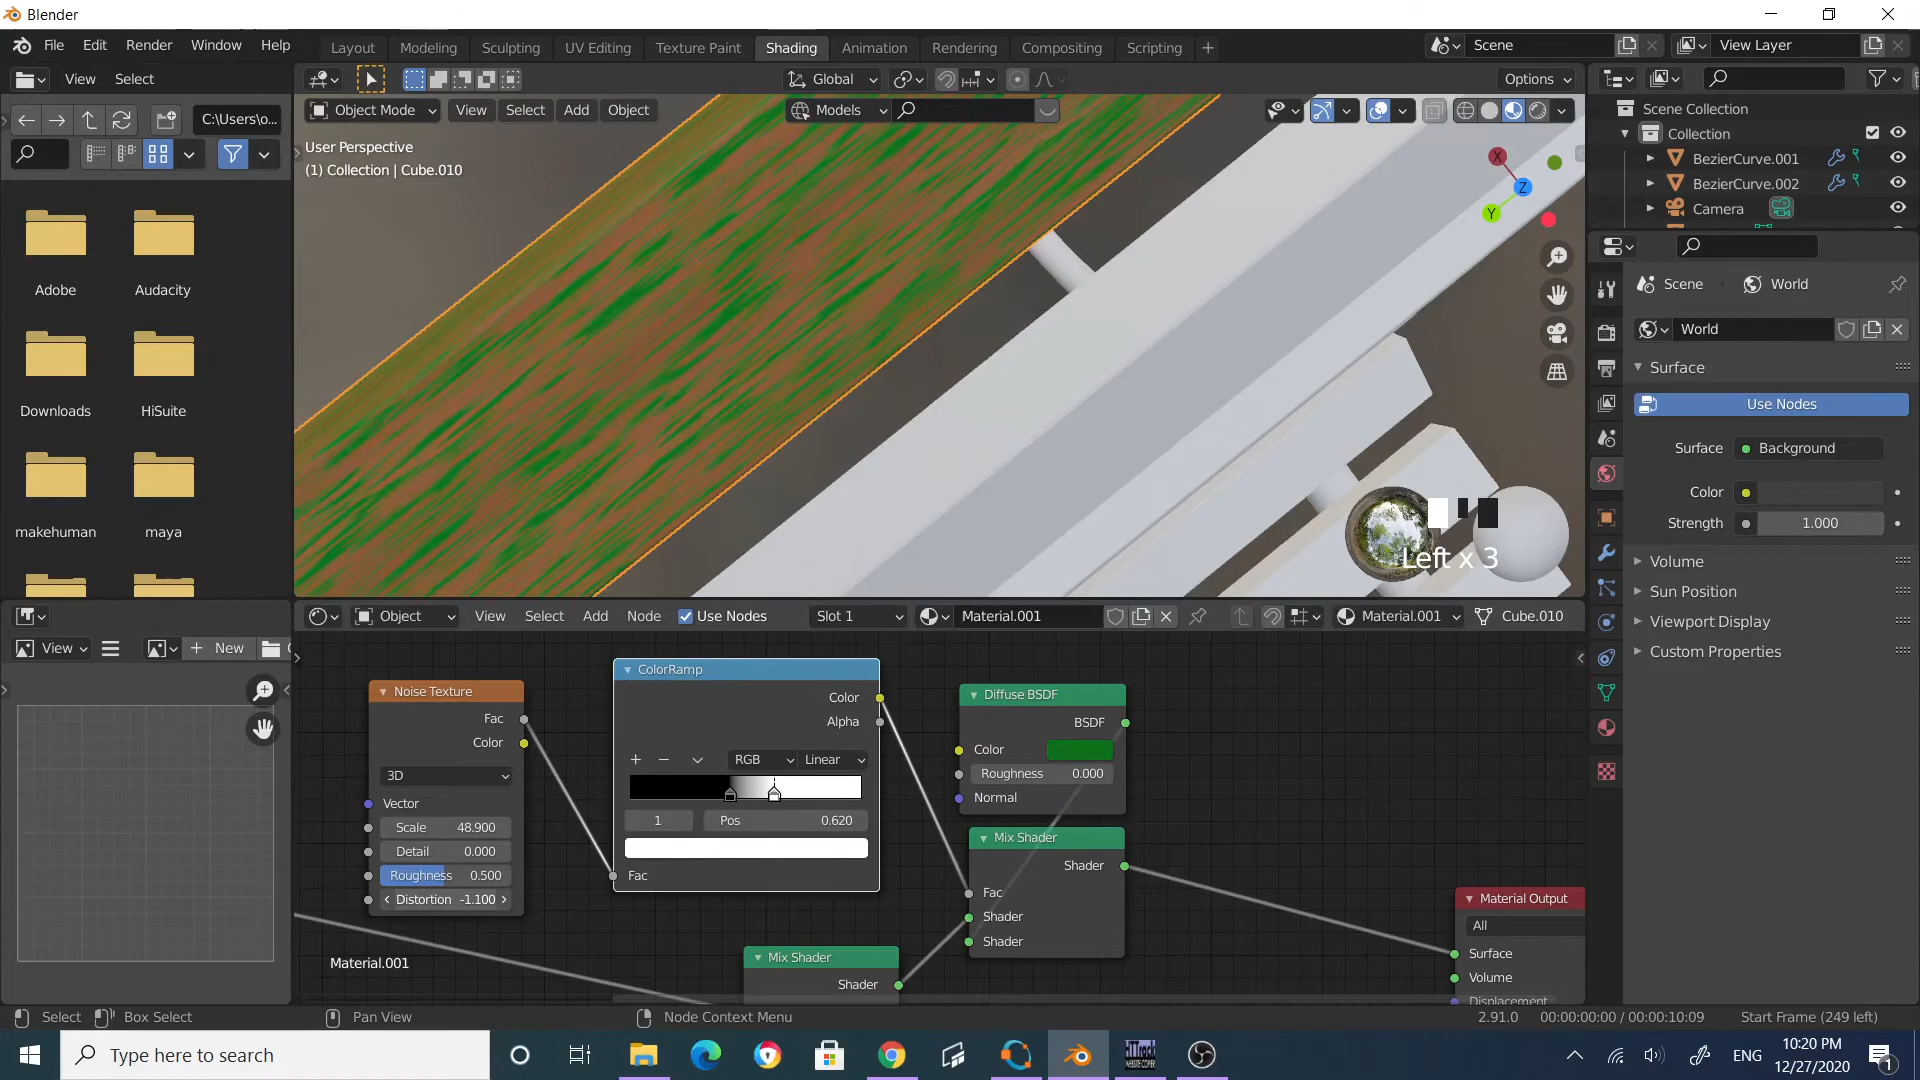 Blender
File Edit Render Window Help
Layout Modeling Sculpting UV Editing Texture Paint Shading Animation Rendering Compositing Scripting
Scene
View Layer
View Select
Global
Options
C:\Users\o...
Object Mode View Select Add Object
Models
User Perspective
(1) Collection | Cube.010
X
Z
Y
Scene Collection
Collection
BezierCurve.001
BezierCurve.002
Camera
Adobe
Audacity
Downloads
HiSuite
makehuman
maya
Scene
World
World
Surface
Use Nodes
Surface
Background
Color
Strength
1.000
Volume
Sun Position
Viewport Display
Custom Properties
Left x 3
Object View Select Add Node Use Nodes Slot 1 Material.001 Material.001 Cube.010
View
New
Noise Texture
Fac
Color
3D
Vector
Scale 48.900
Detail 0.000
Roughness 0.500
Distortion -1.100
ColorRamp
Color
Alpha
RGB
Linear
1
Pos 0.620
Fac
Diffuse BSDF
BSDF
Color
Roughness 0.000
Normal
Mix Shader
Shader
Fac
Shader
Shader
Mix Shader
Shader
Material Output
All
Surface
Volume
Displacement
Material.001
Select Box Select Pan View Node Context Menu
2.91.0 00:00:00:00 / 00:00:10:09 Start Frame (249 left)
Type here to search
HTTrack
WEBSITE COPIER
ENG
10:20 PM
12/27/2020
1